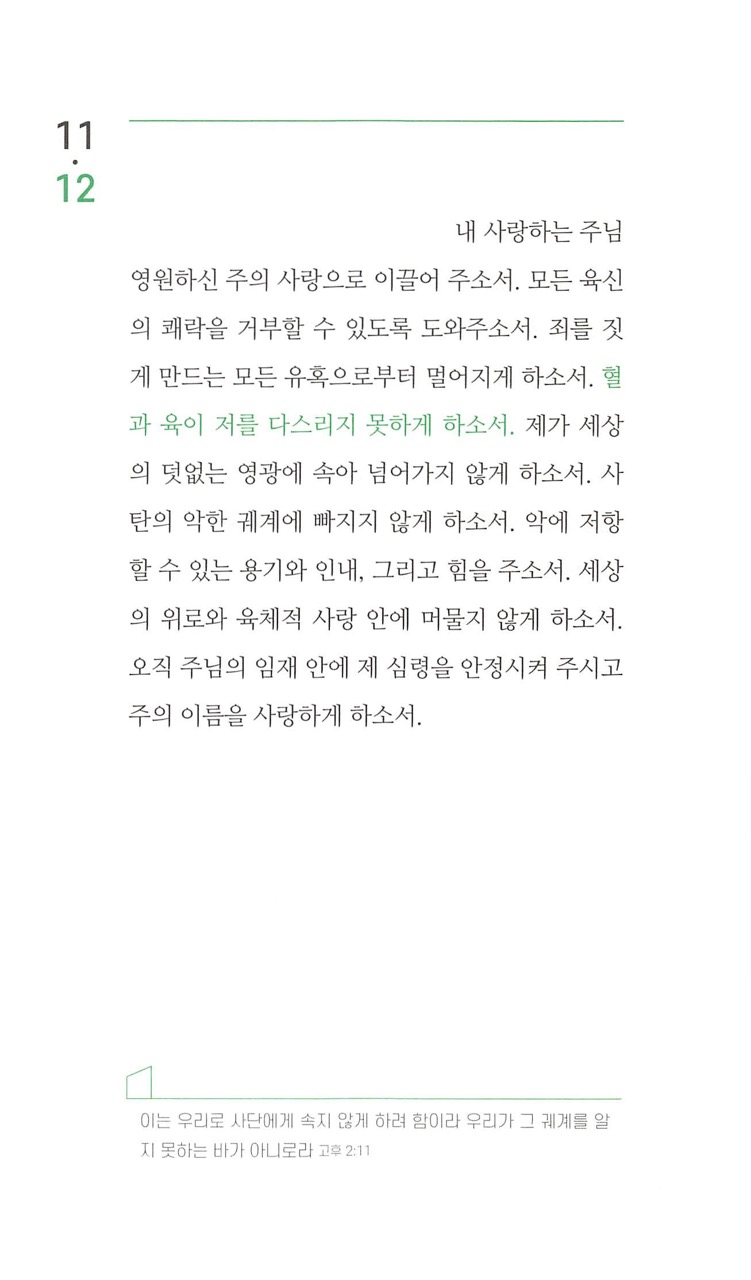 11
·
12
내 사랑하는 주님
영원하신 주의 사랑으로 이끌어 주소서. 모든 육신
의 쾌락을 거부할 수 있도록 도와주소서. 죄를 짓
게 만드는 모든 유혹으로부터 멀어지게 하소서. 혈
과 육이 저를 다스리지 못하게 하소서. 제가 세상
의 덧없는 영광에 속아 넘어가지 않게 하소서. 사
탄의 악한 궤계에 빠지지 않게 하소서. 악에 저항
할 수 있는 용기와 인내, 그리고 힘을 주소서. 세상
의 위로와 육체적 사랑 안에 머물지 않게 하소서.
오직 주님의 임재 안에 제 심령을 안정시켜 주시고
주의 이름을 사랑하게 하소서.
이는 우리로 사단에게 속지 않게 하려 함이라 우리가 그 궤계를 알
지 못하는 바가 아니로라 고후 2:11